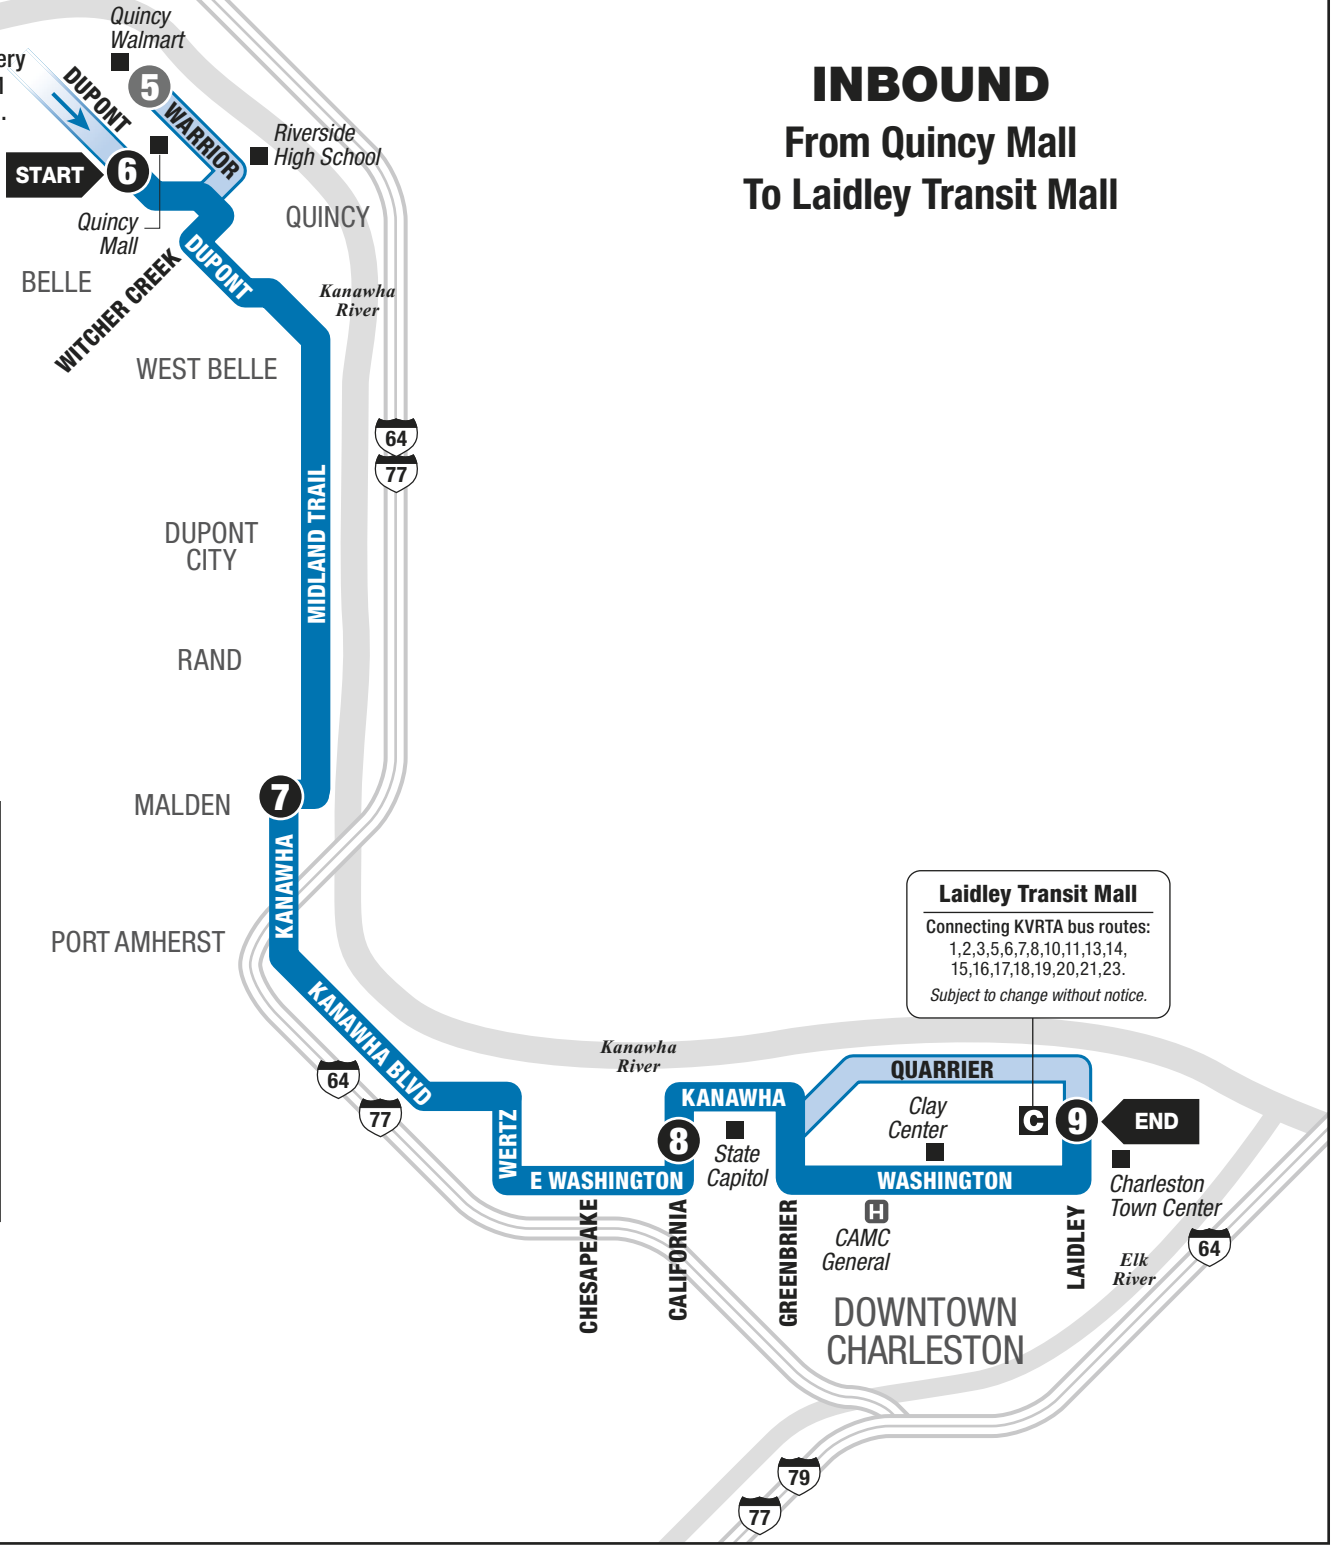 INBOUND
From Quincy Mall
To Laidley Transit Mall
Quincy
Walmart
5
WARRIOR
DUPONT
START
6
Riverside
High School
Quincy
Mall
QUINCY
BELLE
WITCHER CREEK
DUPONT
Kanawha
River
WEST BELLE
64
77
MIDLAND TRAIL
DUPONT
CITY
RAND
MALDEN
7
KANAWHA
PORT AMHERST
KANAWHA BLVD
64
77
Laidley Transit Mall
Connecting KVRTA bus routes:
1,2,3,5,6,7,8,10,11,13,14,
15,16,17,18,19,20,21,23.
Subject to change without notice.
Kanawha
River
WERTZ
E WASHINGTON
8
KANAWHA
State
Capitol
QUARRIER
Clay
Center
C
9
END
WASHINGTON
Charleston
Town Center
CHESAPEAKE
CALIFORNIA
GREENBRIER
H
CAMC
General
LAIDLEY
Elk
River
64
DOWNTOWN
CHARLESTON
79
77